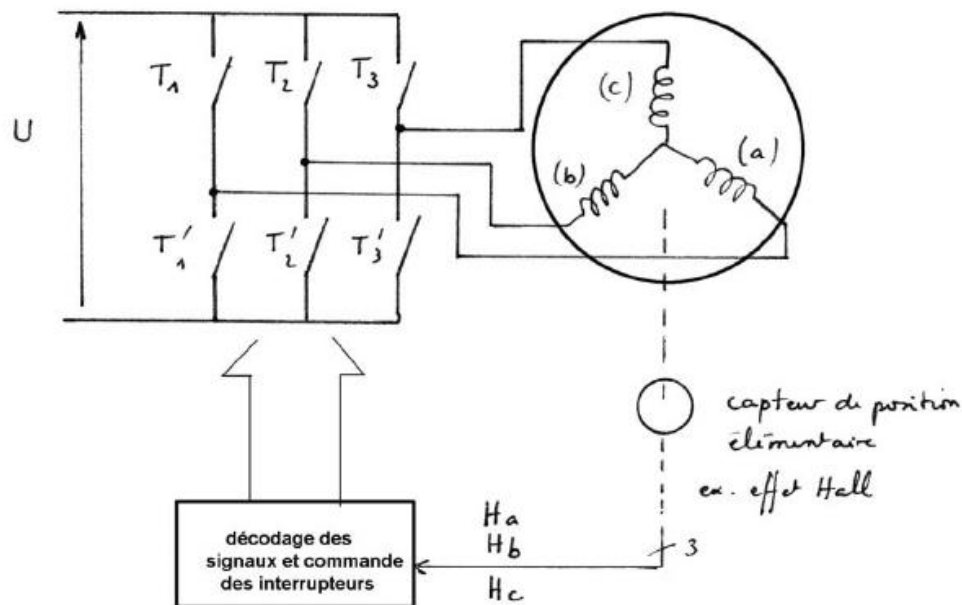 T1
T2
T3
U
(c)
(a)
(b)
T'1
T'2
T'3
capteur de position
élémentaire
ex. effet Hall
Ha
Hb
Hc
3
décodage des
signaux et commande
des interrupteurs